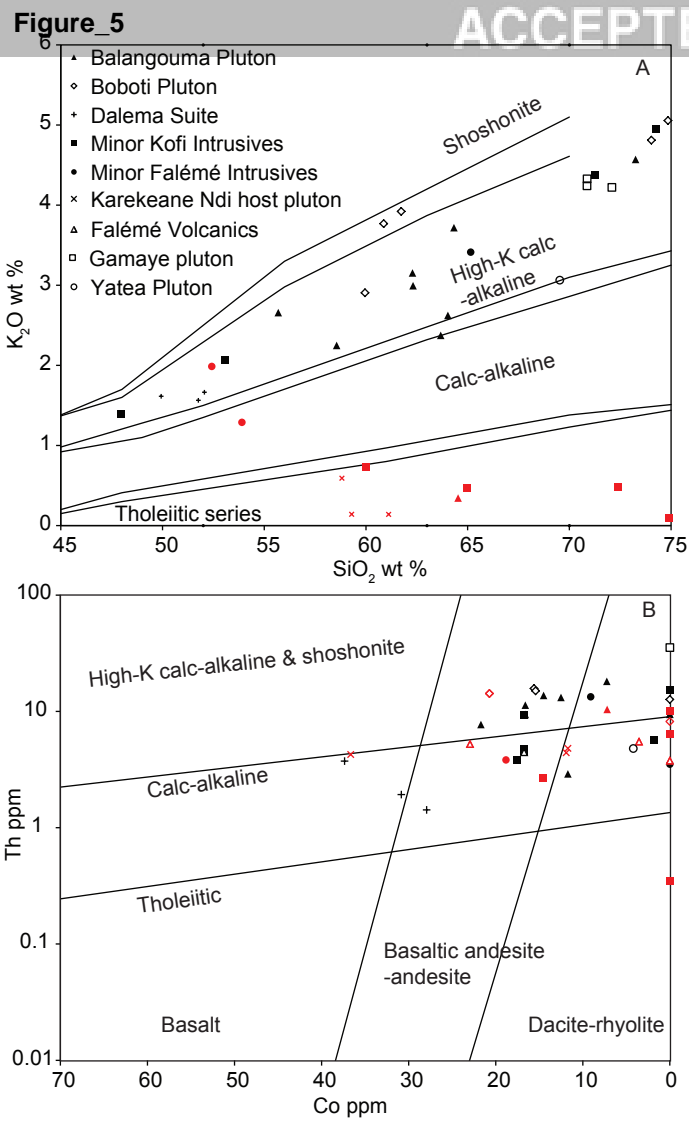 Figure_5
ACCEPTE
A
6
5
4
3
2
1
0
K2O wt %
Balangouma Pluton
Boboti Pluton
Dalema Suite
Minor Kofi Intrusives
Minor Falémé Intrusives
Karekeane Ndi host pluton
Falémé Volcanics
Gamaye pluton
Yatea Pluton
Shoshonite
High-K calc
-alkaline
Calc-alkaline
Tholeiitic series
45 50 55 60 65 70 75
SiO2 wt %
B
100
10
1
0.1
0.01
Th ppm
High-K calc-alkaline & shoshonite
Calc-alkaline
Tholeiitic
Basaltic andesite
-andesite
Basalt
Dacite-rhyolite
70 60 50 40 30 20 10 0
Co ppm